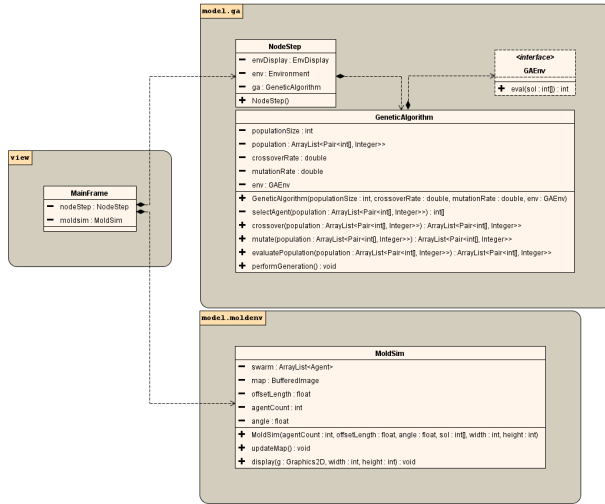 model.ga
NodeStep
− envDisplay : EnvDisplay
− env : Environment
− ga : GeneticAlgorithm
+ NodeStep()
<interface>
GAEnv
+ eval(sol : int[]) : int
GeneticAlgorithm
− populationSize : int
− population : ArrayList<Pair<int[], Integer>>
− crossoverRate : double
− mutationRate : double
− env : GAEnv
+ GeneticAlgorithm(populationSize : int, crossoverRate : double, mutationRate : double, env : GAEnv)
− selectAgent(population : ArrayList<Pair<int[], Integer>>) : int[]
+ crossover(population : ArrayList<Pair<int[], Integer>>) : ArrayList<Pair<int[], Integer>>
+ mutate(population : ArrayList<Pair<int[], Integer>>) : ArrayList<Pair<int[], Integer>>
+ evaluatePopulation(population : ArrayList<Pair<int[], Integer>>) : ArrayList<Pair<int[], Integer>>
+ performGeneration() : void
view
MainFrame
− nodeStep : NodeStep
− moldsim : MoldSim
model.moldenv
MoldSim
− swarm : ArrayList<Agent>
− map : BufferedImage
− offsetLength : float
− agentCount : int
− angle : float
+ MoldSim(agentCount : int, offsetLength : float, angle : float, sol : int[], width : int, height : int)
+ updateMap() : void
+ display(g : Graphics2D, width : int, height : int) : void